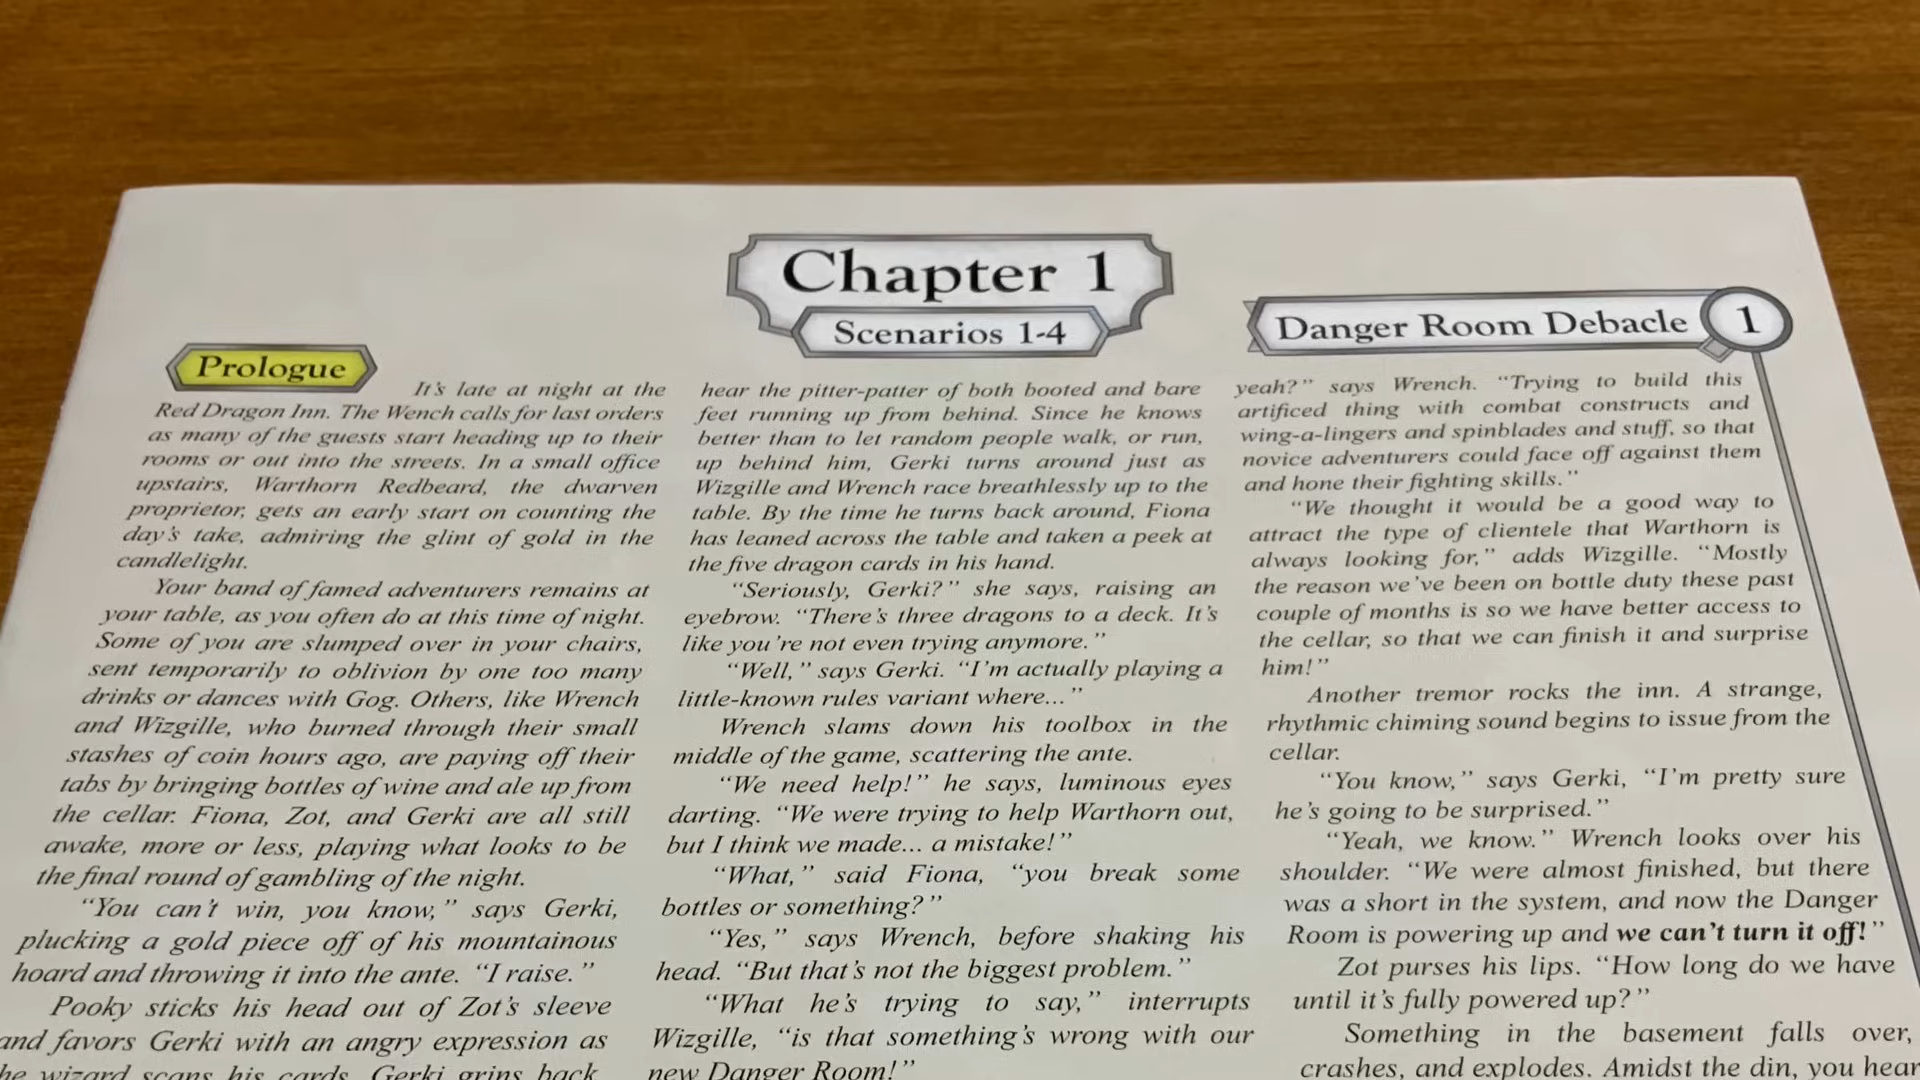 Chapter 1
Scenarios 1-4
Prologue
It's late at night at the
Red Dragon Inn. The Wench calls for last orders
as many of the guests start heading up to their
rooms or out into the streets. In a small office
upstairs, Warthorn Redbeard, the dwarven
proprietor, gets an early start on counting the
day's take, admiring the glint of gold in the
candlelight.
Your band of famed adventurers remains at
your table, as you often do at this time of night.
Some of you are slumped over in your chairs,
sent temporarily to oblivion by one too many
drinks or dances with Gog. Others, like Wrench
and Wizgille, who burned through their small
stashes of coin hours ago, are paying off their
tabs by bringing bottles of wine and ale up from
the cellar. Fiona, Zot, and Gerki are all still
awake, more or less, playing what looks to be
the final round of gambling of the night.
“You can't win, you know,” says Gerki,
plucking a gold piece off of his mountainous
hoard and throwing it into the ante. “I raise.”
Pooky sticks his head out of Zot's sleeve
and favors Gerki with an angry expression as
he wizard scans his cards. Gerki grins back
hear the pitter-patter of both booted and bare
feet running up from behind. Since he knows
better than to let random people walk, or run,
up behind him, Gerki turns around just as
Wizgille and Wrench race breathlessly up to the
table. By the time he turns back around, Fiona
has leaned across the table and taken a peek at
the five dragon cards in his hand.
“Seriously, Gerki?” she says, raising an
eyebrow. “There's three dragons to a deck. It's
like you're not even trying anymore.”
“Well,” says Gerki. “I'm actually playing a
little-known rules variant where...”
Wrench slams down his toolbox in the
middle of the game, scattering the ante.
“We need help!” he says, luminous eyes
darting. “We were trying to help Warthorn out,
but I think we made... a mistake!”
“What,” said Fiona, “you break some
bottles or something?”
“Yes,” says Wrench, before shaking his
head. “But that's not the biggest problem.”
“What he's trying to say,” interrupts
Wizgille, “is that something's wrong with our
new Danger Room!”
Danger Room Debacle 1
yeah?” says Wrench. “Trying to build this
artificed thing with combat constructs and
wing-a-lingers and spinblades and stuff, so that
novice adventurers could face off against them
and hone their fighting skills.”
“We thought it would be a good way to
attract the type of clientele that Warthorn is
always looking for,” adds Wizgille. “Mostly
the reason we've been on bottle duty these past
couple of months is so we have better access to
the cellar, so that we can finish it and surprise
him!”
Another tremor rocks the inn. A strange,
rhythmic chiming sound begins to issue from the
cellar.
“You know,” says Gerki, “I'm pretty sure
he's going to be surprised.”
“Yeah, we know.” Wrench looks over his
shoulder. “We were almost finished, but there
was a short in the system, and now the Danger
Room is powering up and we can't turn it off!”
Zot purses his lips. “How long do we have
until it's fully powered up?”
Something in the basement falls over,
crashes, and explodes. Amidst the din, you hear